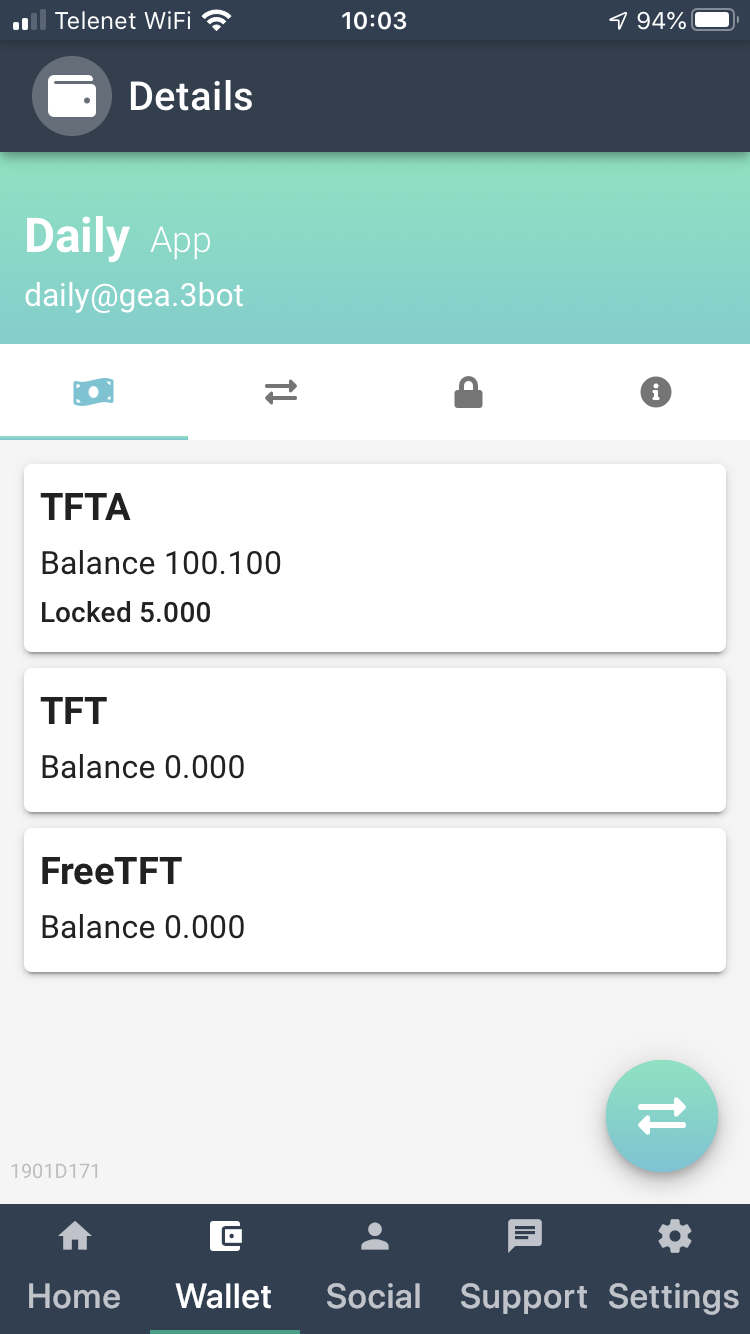 Telenet WiFi 10:03 94%
Details
Daily App
daily@gea.3bot
TFTA
Balance 100.100
Locked 5.000
TFT
Balance 0.000
FreeTFT
Balance 0.000
1901D171
Home Wallet Social Support Settings